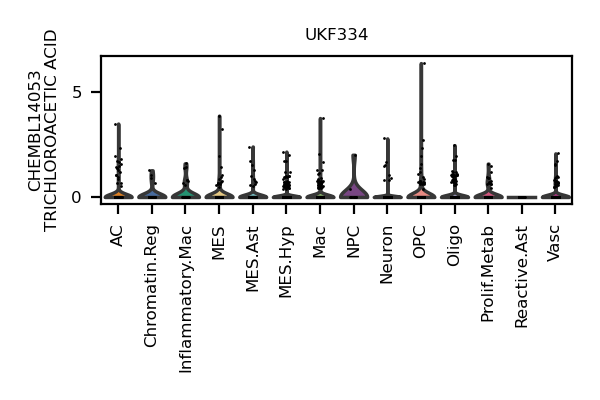 UKF334
CHEMBL14053
TRICHLOROACETIC ACID
5
0
AC
Chromatin.Reg
Inflammatory.Mac
MES
MES.Ast
MES.Hyp
Mac
NPC
Neuron
OPC
Oligo
Prolif.Metab
Reactive.Ast
Vasc